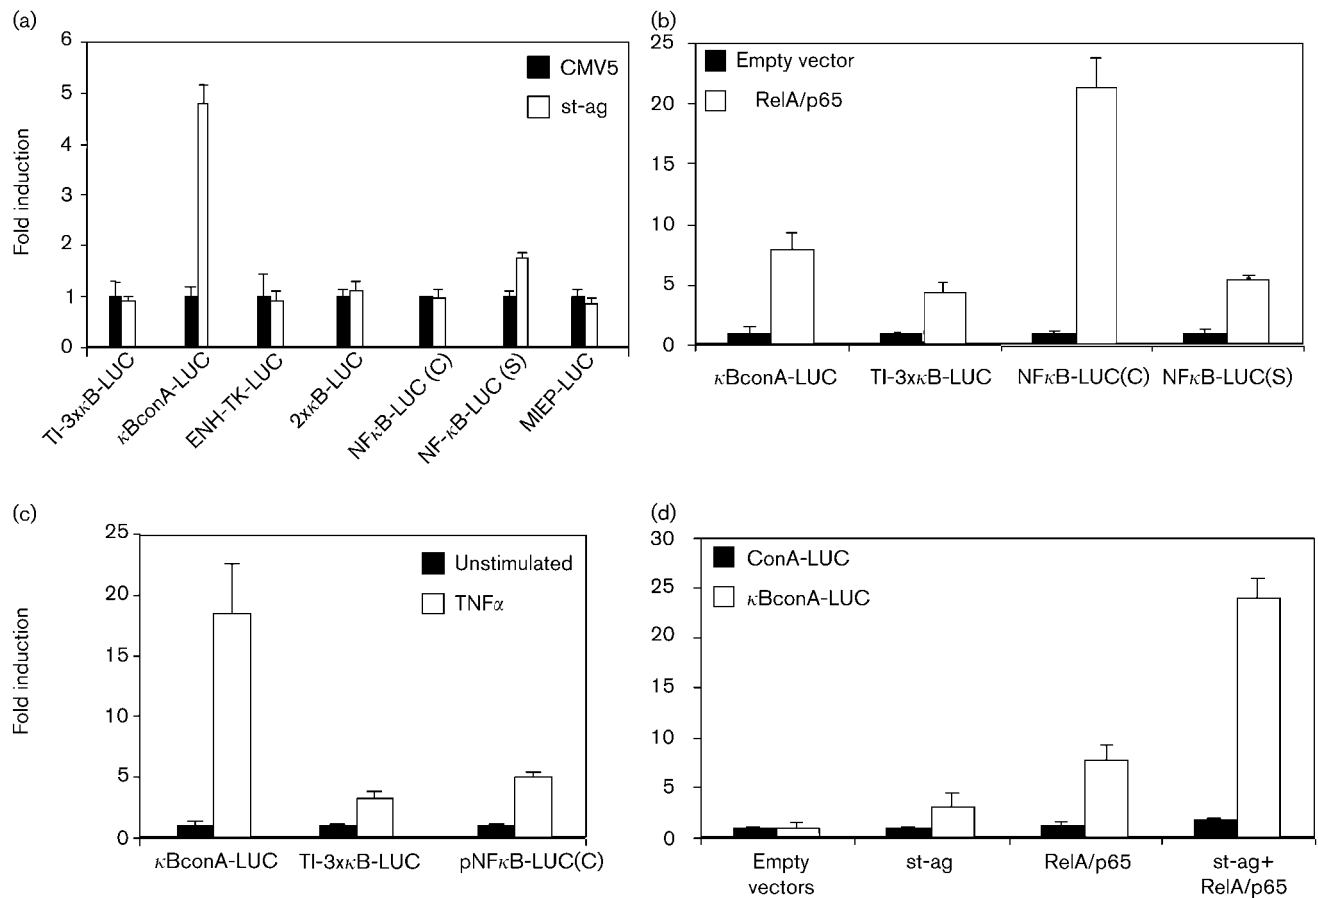 (a)
6
5
4
3
2
1
0
Fold induction
CMV5
st-ag
TI-3xκB-LUC
κBconA-LUC
ENH-TK-LUC
2xκB-LUC
NFκB-LUC (C)
NF-κB-LUC (S)
MIEP-LUC
(b)
25
20
15
10
5
0
Empty vector
RelA/p65
κBconA-LUC
TI-3xκB-LUC
NFκB-LUC(C)
NFκB-LUC(S)
(c)
25
20
15
10
5
0
Fold induction
Unstimulated
TNFα
κBconA-LUC
TI-3xκB-LUC
pNFκB-LUC(C)
(d)
30
25
20
15
10
5
0
ConA-LUC
κBconA-LUC
Empty
vectors
st-ag
RelA/p65
st-ag+
RelA/p65